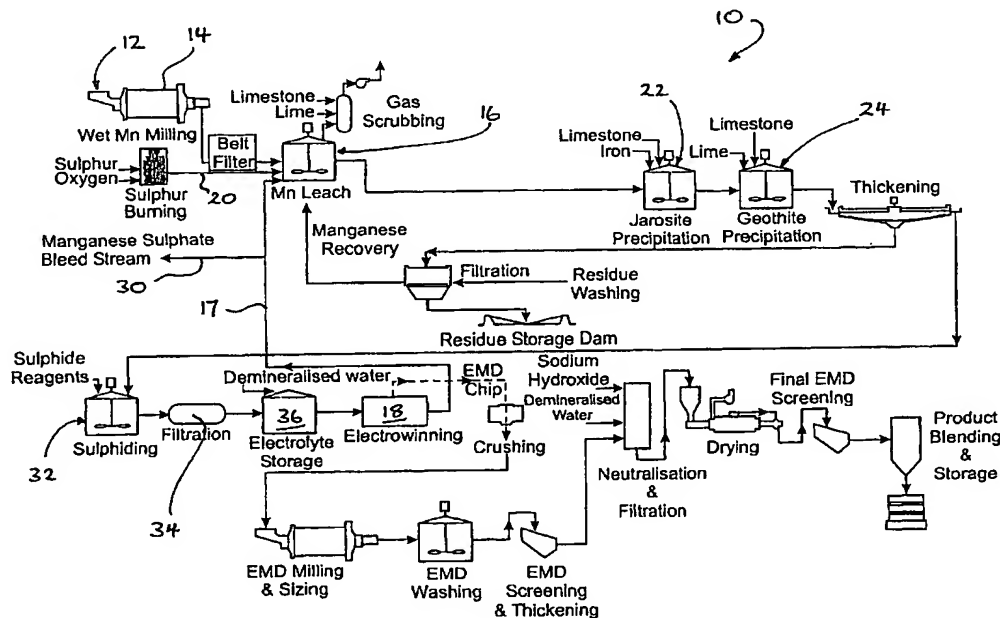 10
12
14
Wet Mn Milling
Limestone
Lime
Gas
Scrubbing
16
Belt
Filter
Sulphur
Oxygen
Sulphur
Burning
20
Mn Leach
Limestone
Iron
22
Limestone
Lime
24
Jarosite
Precipitation
Geothite
Precipitation
Thickening
Manganese Sulphate
Bleed Stream
30
Manganese
Recovery
Filtration
Residue
Washing
Residue Storage Dam
17
Sulphide
Reagents
32
Sulphiding
Filtration
34
Demineralised water
36
Electrolyte
Storage
18
Electrowinning
EMD
Chip
Crushing
Sodium
Hydroxide
Demineralised
Water
Neutralisation
&
Filtration
Drying
Final EMD
Screening
Product
Blending
&
Storage
EMD Milling
& Sizing
EMD
Washing
EMD
Screening
& Thickening